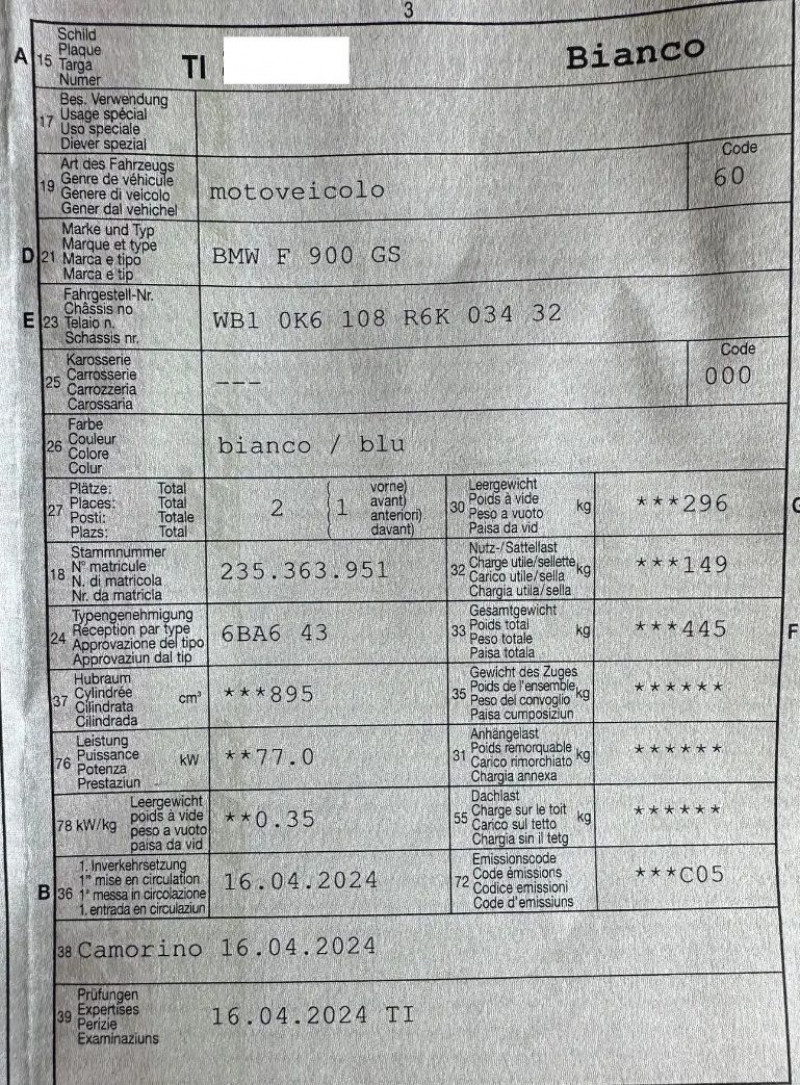 3
A 15 Schild
Plaque
Targa
Numer
TI
Bianco
17 Bes. Verwendung
Usage spécial
Uso speciale
Diever spezial
19 Art des Fahrzeugs
Genre de véhicule
Genere di veicolo
Gener dal vehichel
motoveicolo
Code
60
D 21 Marke und Typ
Marque et type
Marca e tipo
Marca e tip
BMW F 900 GS
E 23 Fahrgestell-Nr.
Châssis no
Telaio n.
Schassis nr.
WB1 0K6 108 R6K 034 32
25 Karosserie
Carrosserie
Carrozzeria
Carossaria
---
Code
000
26 Farbe
Couleur
Colore
Colur
bianco / blu
27 Plätze: Total
Places: Total
Posti: Totale
Plazs: Total
2 ( 1 vorne)
( avant)
( anteriori)
( davant)
30 Leergewicht
Poids à vide
Peso a vuoto
Paisa da vid
kg
***296
G
18 Stammnummer
N° matricule
N. di matricola
Nr. da matricla
235.363.951
32 Nutz-/Sattellast
Charge utile/sellette
Carico utile/sella
Chargia utila/sella
kg
***149
24 Typengenehmigung
Réception par type
Approvazione del tipo
Approvaziun dal tip
6BA6 43
33 Gesamtgewicht
Poids total
Peso totale
Paisa totala
kg
***445
F
37 Hubraum
Cylindrée
Cilindrata
Cilindrada
cm³
***895
35 Gewicht des Zuges
Poids de l'ensemble
Peso del convoglio
Paisa cumposiziun
kg
******
76 Leistung
Puissance
Potenza
Prestaziun
kW
**77.0
31 Anhängelast
Poids remorquable
Carico rimorchiato
Chargia annexa
kg
******
78 kW/kg Leergewicht
poids à vide
peso a vuoto
paisa da vid
**0.35
55 Dachlast
Charge sur le toit
Carico sul tetto
Chargia sin il tetg
kg
******
B 36 1. Inverkehrsetzung
1re mise en circulation
1a messa in circolazione
1. entrada en circulaziun
16.04.2024
72 Emissionscode
Code émissions
Codice emissioni
Code d'emissiuns
***C05
38 Camorino 16.04.2024
39 Prüfungen
Expertises
Perizie
Examinaziuns
16.04.2024 TI